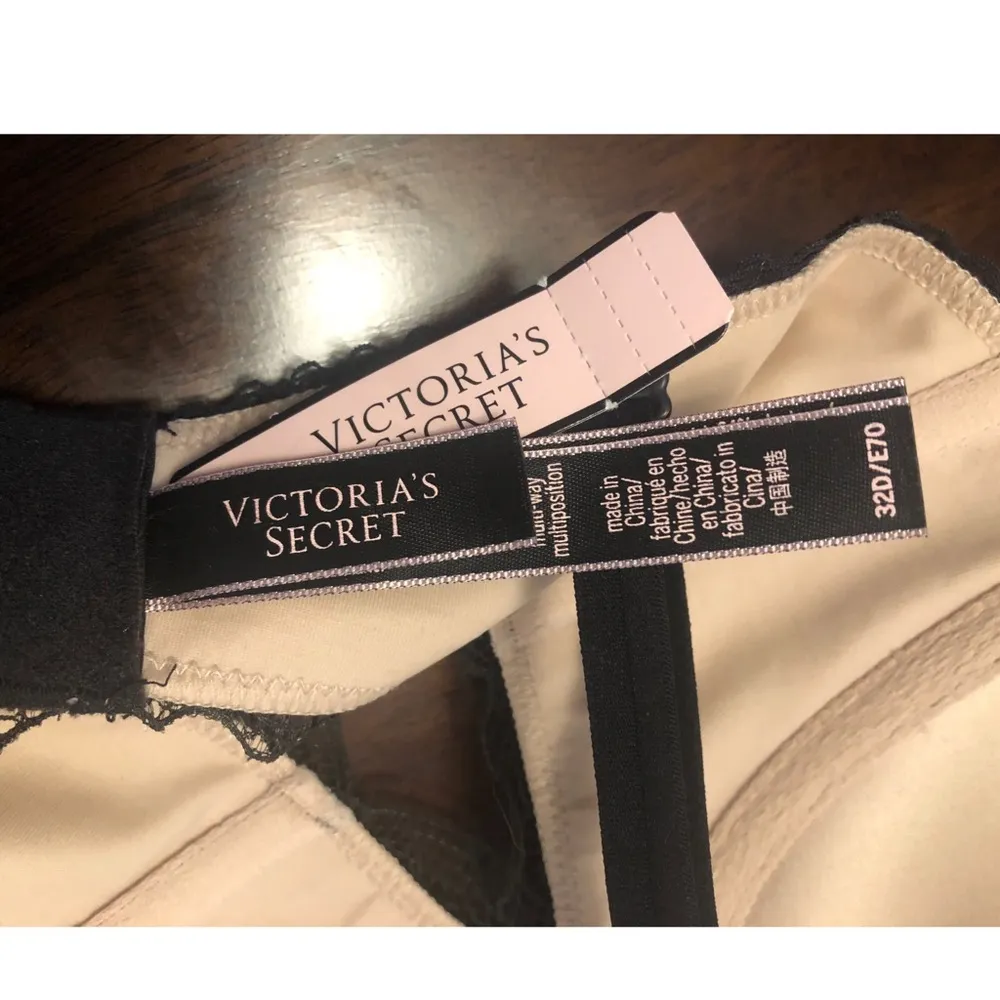 VICTORIA'S
SECRET
VICTORIA'S
SECRET
multi-way
multiposition
made in
China/
fabriqué en
Chine/hecho
en China/
fabbricato in
Cina/
中国制造
32D/E70